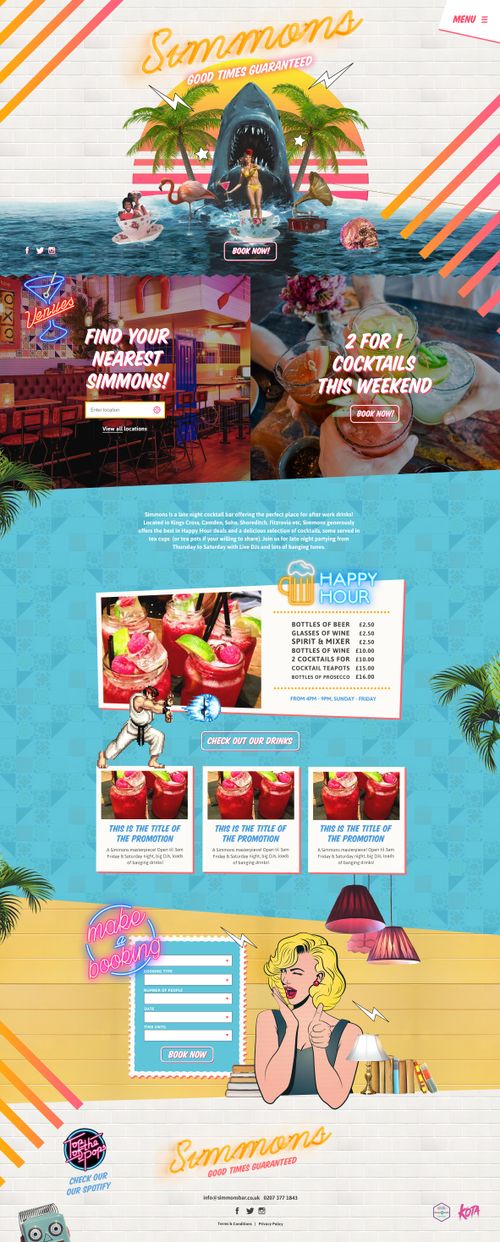 Simmons
GOOD TIMES GUARANTEED
MENU
BOOK NOW!
Venues
FIND YOUR
NEAREST
SIMMONS!
Enter location
View all locations
2 FOR 1
COCKTAILS
THIS WEEKEND
BOOK NOW!
Simmons is a late night cocktail bar offering the perfect place for after work drinks!
Located in Kings Cross, Camden, Soho, Shoreditch, Fitzrovia etc, Simmons generously
offers the best in Happy Hour deals and a delicious selection of cocktails, some served in
tea cups (or tea pots if your willing to share). Join us for late night partying from
Thursday to Saturday with Live DJs and lots of banging tunes.
HAPPY
HOUR
BOTTLES OF BEER £2.50
GLASSES OF WINE £2.50
SPIRIT & MIXER £2.50
BOTTLES OF WINE £10.00
2 COCKTAILS FOR £10.00
COCKTAIL TEAPOTS £15.00
BOTTLES OF PROSECCO £16.00
FROM 4PM - 9PM, SUNDAY - FRIDAY
CHECK OUT OUR DRINKS
THIS IS THE TITLE OF
THE PROMOTION
A Simmons masterpiece! Open til 3am
Friday & Saturday night, big DJs, loads
of banging drinks!
THIS IS THE TITLE OF
THE PROMOTION
A Simmons masterpiece! Open til 3am
Friday & Saturday night, big DJs, loads
of banging drinks!
THIS IS THE TITLE OF
THE PROMOTION
A Simmons masterpiece! Open til 3am
Friday & Saturday night, big DJs, loads
of banging drinks!
make
a
booking
BOOKING TYPE
NUMBER OF PEOPLE
DATE
TIME UNTIL
BOOK NOW
Top of the Pops
CHECK OUR
OUR SPOTIFY
Simmons
GOOD TIMES GUARANTEED
info@simmonsbar.co.uk 0207 377 1843
Terms & Conditions | Privacy Policy
KOTA